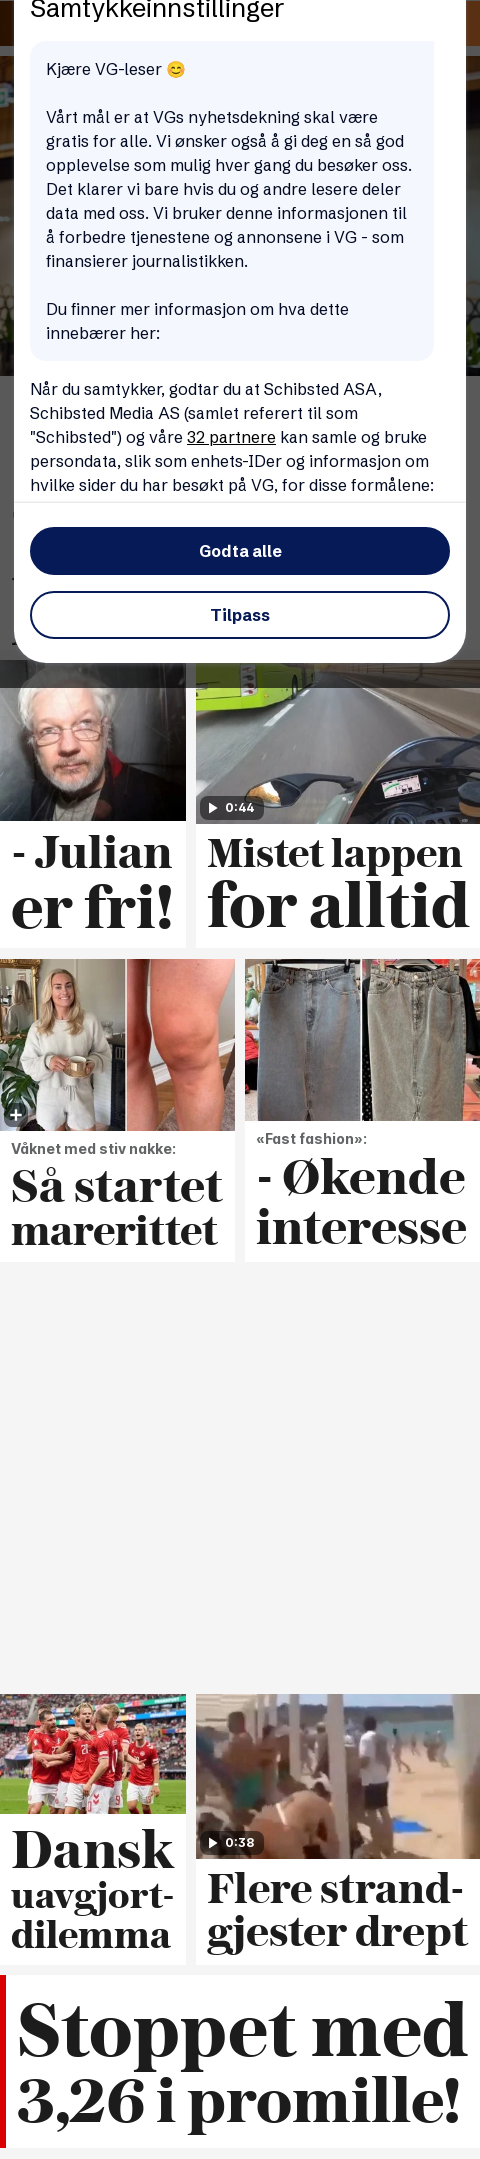 Samtykkeinnstillinger
Kjære VG-leser 😊
Vårt mål er at VGs nyhetsdekning skal være
gratis for alle. Vi ønsker også å gi deg en så god
opplevelse som mulig hver gang du besøker oss.
Det klarer vi bare hvis du og andre lesere deler
data med oss. Vi bruker denne informasjonen til
å forbedre tjenestene og annonsene i VG - som
finansierer journalistikken.
Du finner mer informasjon om hva dette
innebærer her:
Når du samtykker, godtar du at Schibsted ASA,
Schibsted Media AS (samlet referert til som
"Schibsted") og våre 32 partnere kan samle og bruke
persondata, slik som enhets-IDer og informasjon om
hvilke sider du har besøkt på VG, for disse formålene:
Godta alle
Tilpass
- Julian
er fri!
0:44
Mistet lappen
for alltid
Våknet med stiv nakke:
Så startet
marerittet
«Fast fashion»:
- Økende
interesse
Dansk
uavgjort-
dilemma
0:38
Flere strand-
gjester drept
Stoppet med
3,26 i promille!